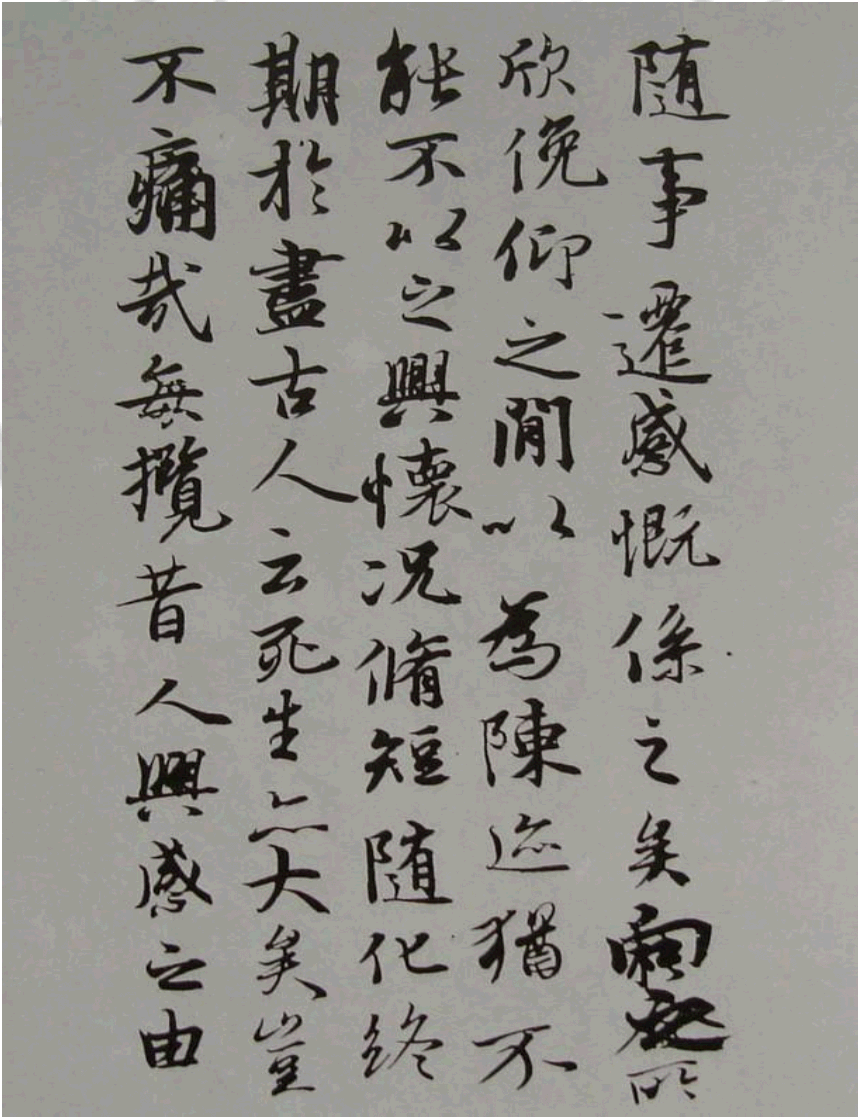 隨事遷感慨係之矣向之所
欣俛仰之閒以為陳迹猶不
能不以之興懷况脩短隨化終
期於盡古人云死生亦大矣豈
不痛哉每攬昔人興感之由